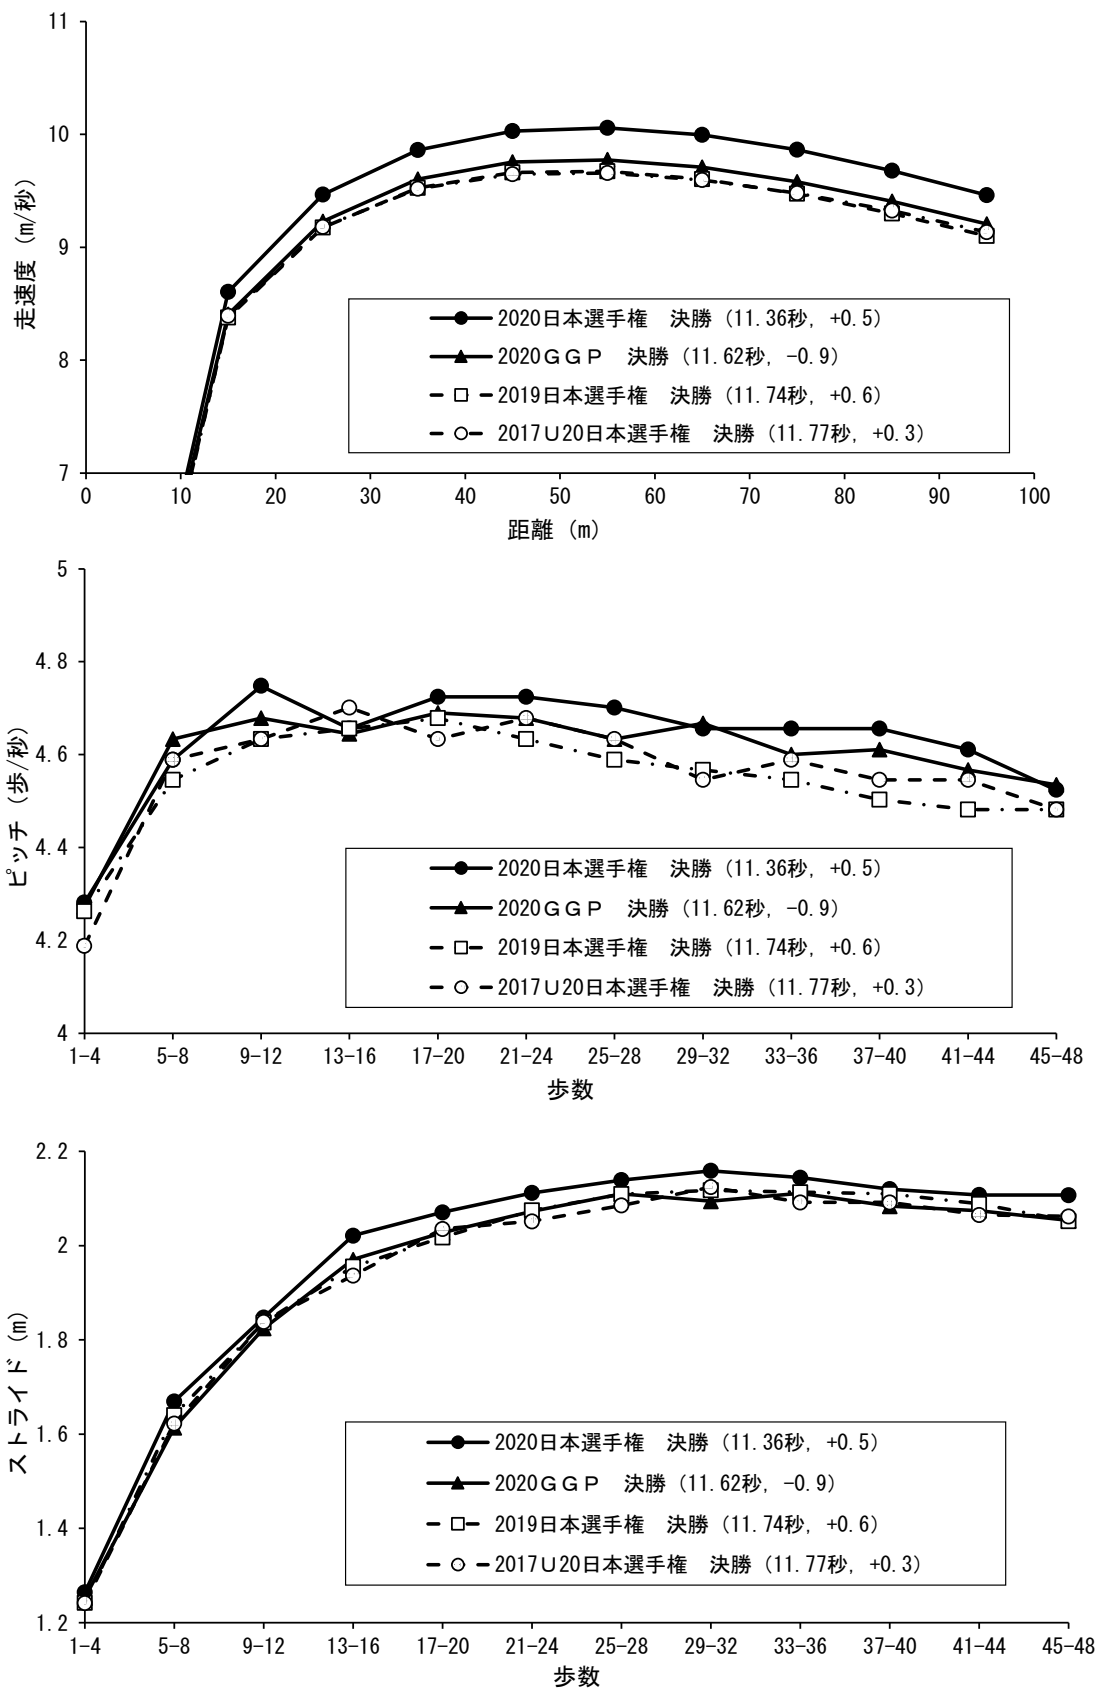 11
10
9
8
7
走速度 (m/秒)
2020日本選手権 決勝 (11.36秒, +0.5)
2020ＧＧＰ 決勝 (11.62秒, -0.9)
2019日本選手権 決勝 (11.74秒, +0.6)
2017Ｕ20日本選手権 決勝 (11.77秒, +0.3)
0 10 20 30 40 50 60 70 80 90 100
距離 (m)
5
4.8
4.6
4.4
4.2
4
ピッチ (歩/秒)
2020日本選手権 決勝 (11.36秒, +0.5)
2020ＧＧＰ 決勝 (11.62秒, -0.9)
2019日本選手権 決勝 (11.74秒, +0.6)
2017Ｕ20日本選手権 決勝 (11.77秒, +0.3)
1-4 5-8 9-12 13-16 17-20 21-24 25-28 29-32 33-36 37-40 41-44 45-48
歩数
2.2
2
1.8
1.6
1.4
1.2
ストライド (m)
2020日本選手権 決勝 (11.36秒, +0.5)
2020ＧＧＰ 決勝 (11.62秒, -0.9)
2019日本選手権 決勝 (11.74秒, +0.6)
2017Ｕ20日本選手権 決勝 (11.77秒, +0.3)
1-4 5-8 9-12 13-16 17-20 21-24 25-28 29-32 33-36 37-40 41-44 45-48
歩数